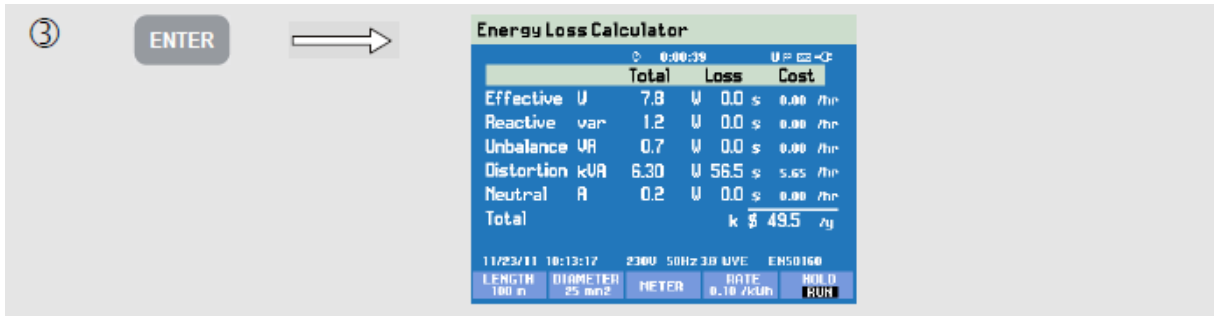 ③ ENTER
Energy Loss Calculator
0:00:39
Total Loss Cost
Effective W 7.8 W 0.0 $ 0.00 /hr
Reactive var 1.2 W 0.0 $ 0.00 /hr
Unbalance VA 0.7 W 0.0 $ 0.00 /hr
Distortion kVA 6.30 W 56.5 $ 5.65 /hr
Neutral A 0.2 W 0.0 $ 0.00 /hr
Total k $ 49.5 /y
11/23/11 10:13:17 230V 50Hz 3Ø WYE EN50160
LENGTH DIAMETER METER RATE HOLD
100 m 25 mm2 0.10 /kWh RUN